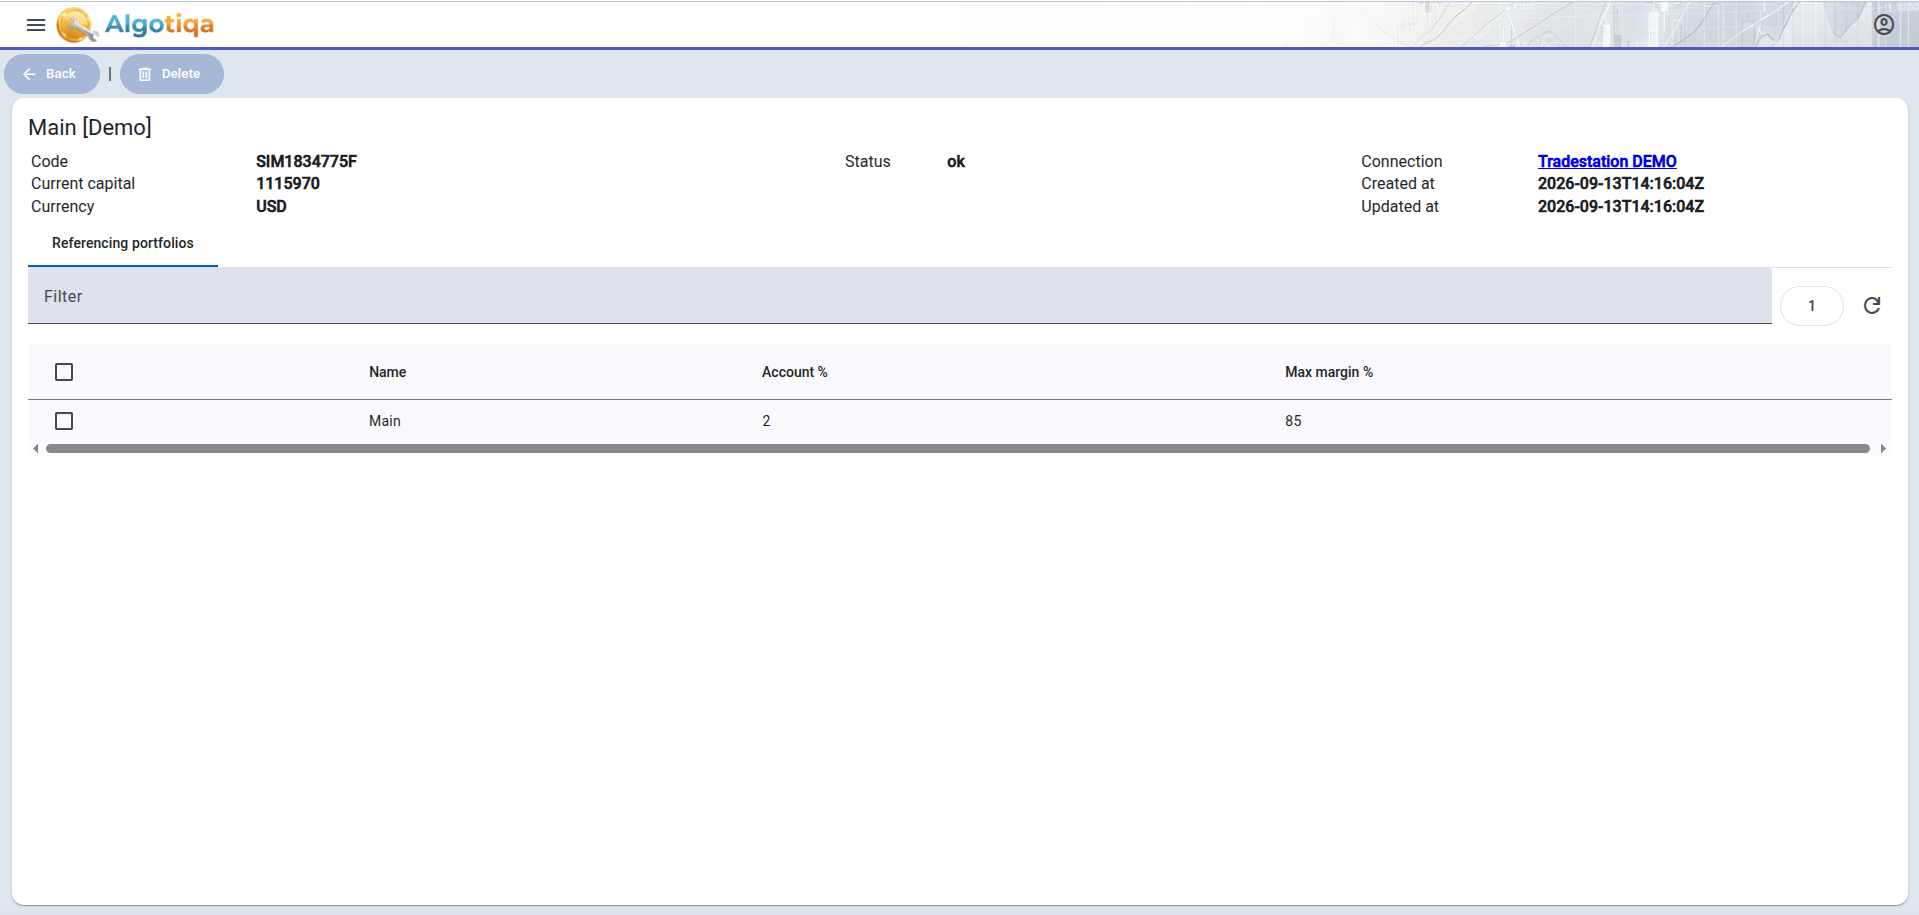 Algotiqa
Back | Delete
Main [Demo]
Code SIM1834775F Status ok Connection Tradestation DEMO
Current capital 1115970 Created at 2026-09-13T14:16:04Z
Currency USD Updated at 2026-09-13T14:16:04Z
Referencing portfolios
Filter 1
Name Account % Max margin %
Main 2 85